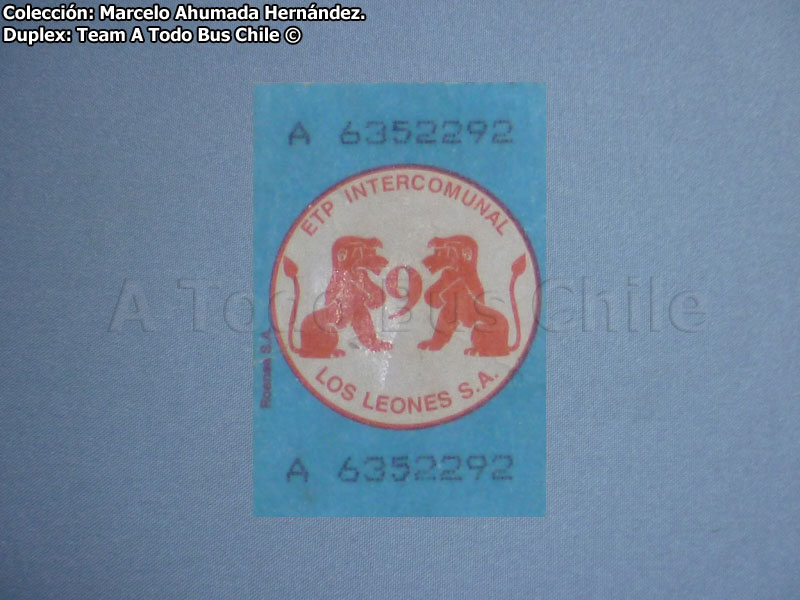 Colección: Marcelo Ahumada Hernández.
Duplex: Team A Todo Bus Chile ©
A 6352292
ETP INTERCOMUNAL
9
LOS LEONES S.A.
A Todo Bus Chile
S.A.
A 6352292